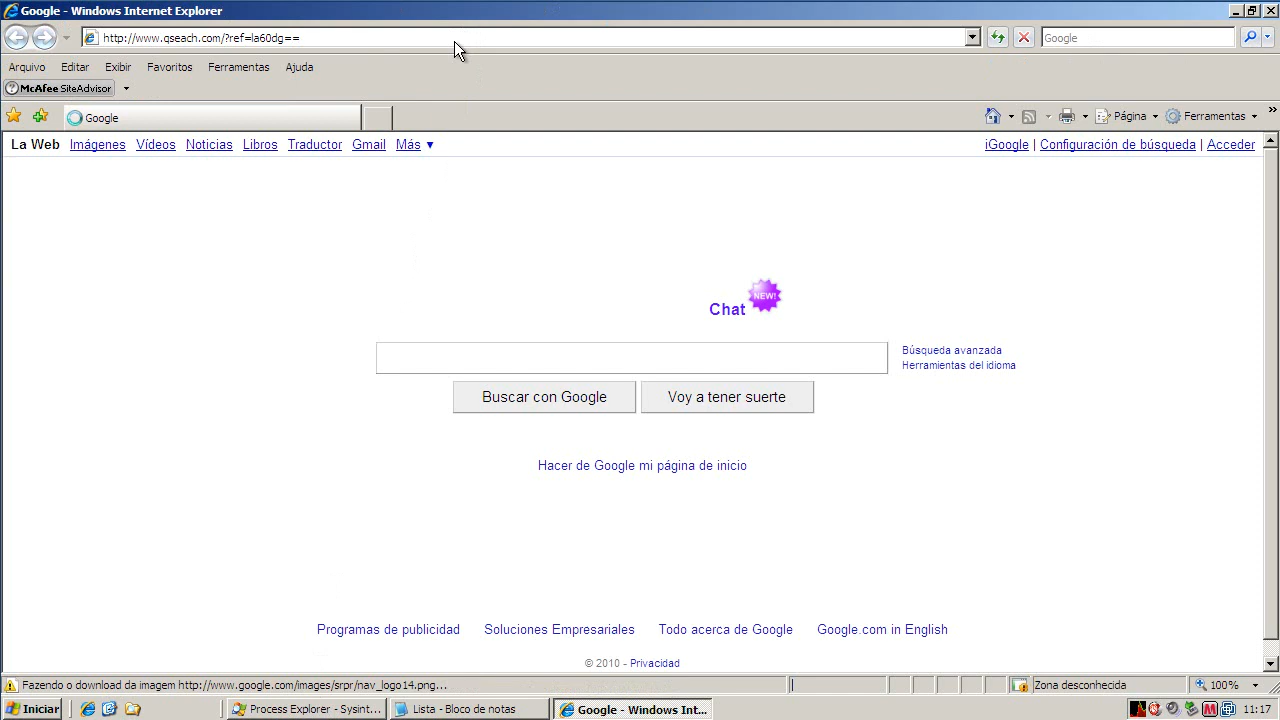 Google - Windows Internet Explorer
http://www.qseach.com/?ref=la60dg==
Google
Arquivo Editar Exibir Favoritos Ferramentas Ajuda
McAfee SiteAdvisor
Google
Página Ferramentas
La Web Imágenes Vídeos Noticias Libros Traductor Gmail Más ▼
iGoogle | Configuración de búsqueda | Acceder
NEW!
Chat
Búsqueda avanzada
Herramientas del idioma
Buscar con Google Voy a tener suerte
Hacer de Google mi página de inicio
Programas de publicidad Soluciones Empresariales Todo acerca de Google Google.com in English
© 2010 - Privacidad
Fazendo o download da imagem http://www.google.com/images/srpr/nav_logo14.png...
Zona desconhecida
100%
Iniciar
Process Explorer - Sysint...
Lista - Bloco de notas
Google - Windows Int...
11:17